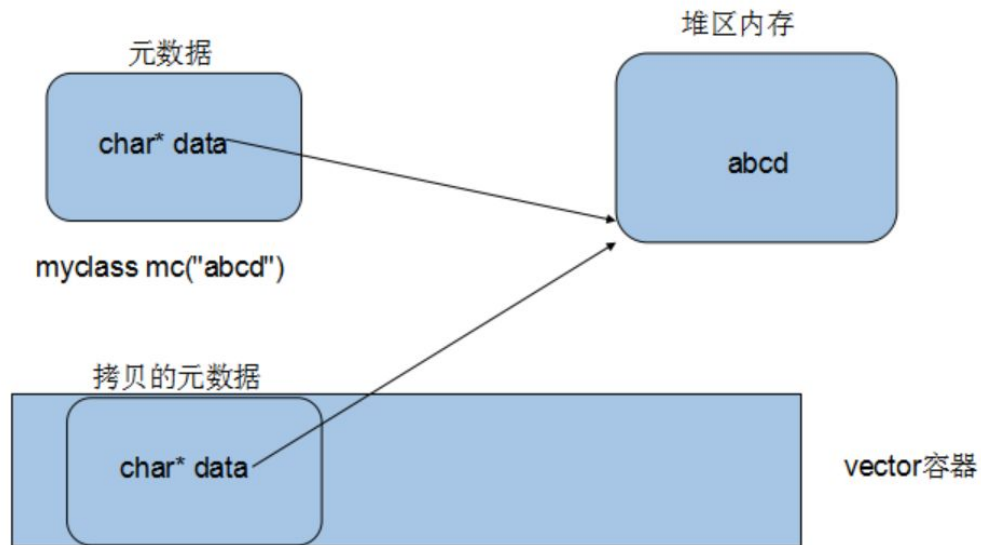 堆区内存
元数据
char* data
abcd
myclass mc("abcd")
拷贝的元数据
char* data
vector容器